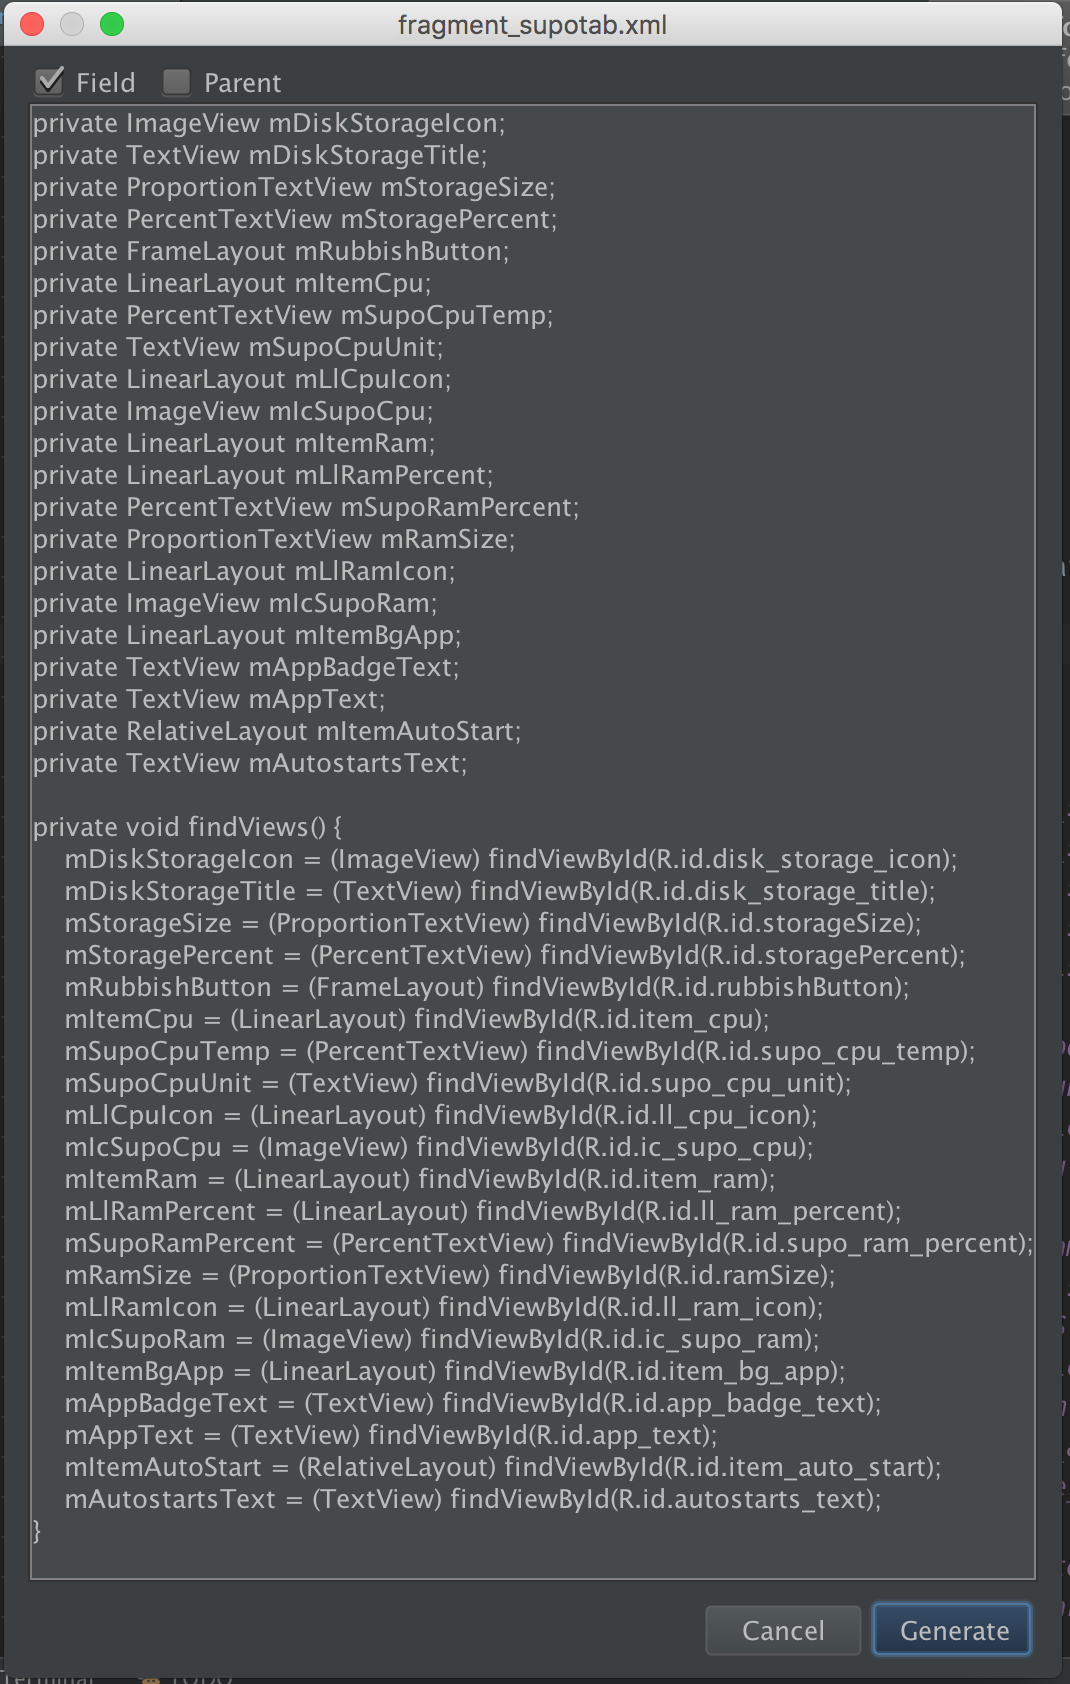 fragment_supotab.xml
Field Parent
private ImageView mDiskStorageIcon;
private TextView mDiskStorageTitle;
private ProportionTextView mStorageSize;
private PercentTextView mStoragePercent;
private FrameLayout mRubbishButton;
private LinearLayout mItemCpu;
private PercentTextView mSupoCpuTemp;
private TextView mSupoCpuUnit;
private LinearLayout mLlCpuIcon;
private ImageView mIcSupoCpu;
private LinearLayout mItemRam;
private LinearLayout mLlRamPercent;
private PercentTextView mSupoRamPercent;
private ProportionTextView mRamSize;
private LinearLayout mLlRamIcon;
private ImageView mIcSupoRam;
private LinearLayout mItemBgApp;
private TextView mAppBadgeText;
private TextView mAppText;
private RelativeLayout mItemAutoStart;
private TextView mAutostartsText;
private void findViews() {
mDiskStorageIcon = (ImageView) findViewById(R.id.disk_storage_icon);
mDiskStorageTitle = (TextView) findViewById(R.id.disk_storage_title);
mStorageSize = (ProportionTextView) findViewById(R.id.storageSize);
mStoragePercent = (PercentTextView) findViewById(R.id.storagePercent);
mRubbishButton = (FrameLayout) findViewById(R.id.rubbishButton);
mItemCpu = (LinearLayout) findViewById(R.id.item_cpu);
mSupoCpuTemp = (PercentTextView) findViewById(R.id.supo_cpu_temp);
mSupoCpuUnit = (TextView) findViewById(R.id.supo_cpu_unit);
mLlCpuIcon = (LinearLayout) findViewById(R.id.ll_cpu_icon);
mIcSupoCpu = (ImageView) findViewById(R.id.ic_supo_cpu);
mItemRam = (LinearLayout) findViewById(R.id.item_ram);
mLlRamPercent = (LinearLayout) findViewById(R.id.ll_ram_percent);
mSupoRamPercent = (PercentTextView) findViewById(R.id.supo_ram_percent);
mRamSize = (ProportionTextView) findViewById(R.id.ramSize);
mLlRamIcon = (LinearLayout) findViewById(R.id.ll_ram_icon);
mIcSupoRam = (ImageView) findViewById(R.id.ic_supo_ram);
mItemBgApp = (LinearLayout) findViewById(R.id.item_bg_app);
mAppBadgeText = (TextView) findViewById(R.id.app_badge_text);
mAppText = (TextView) findViewById(R.id.app_text);
mItemAutoStart = (RelativeLayout) findViewById(R.id.item_auto_start);
mAutostartsText = (TextView) findViewById(R.id.autostarts_text);
}
Cancel Generate